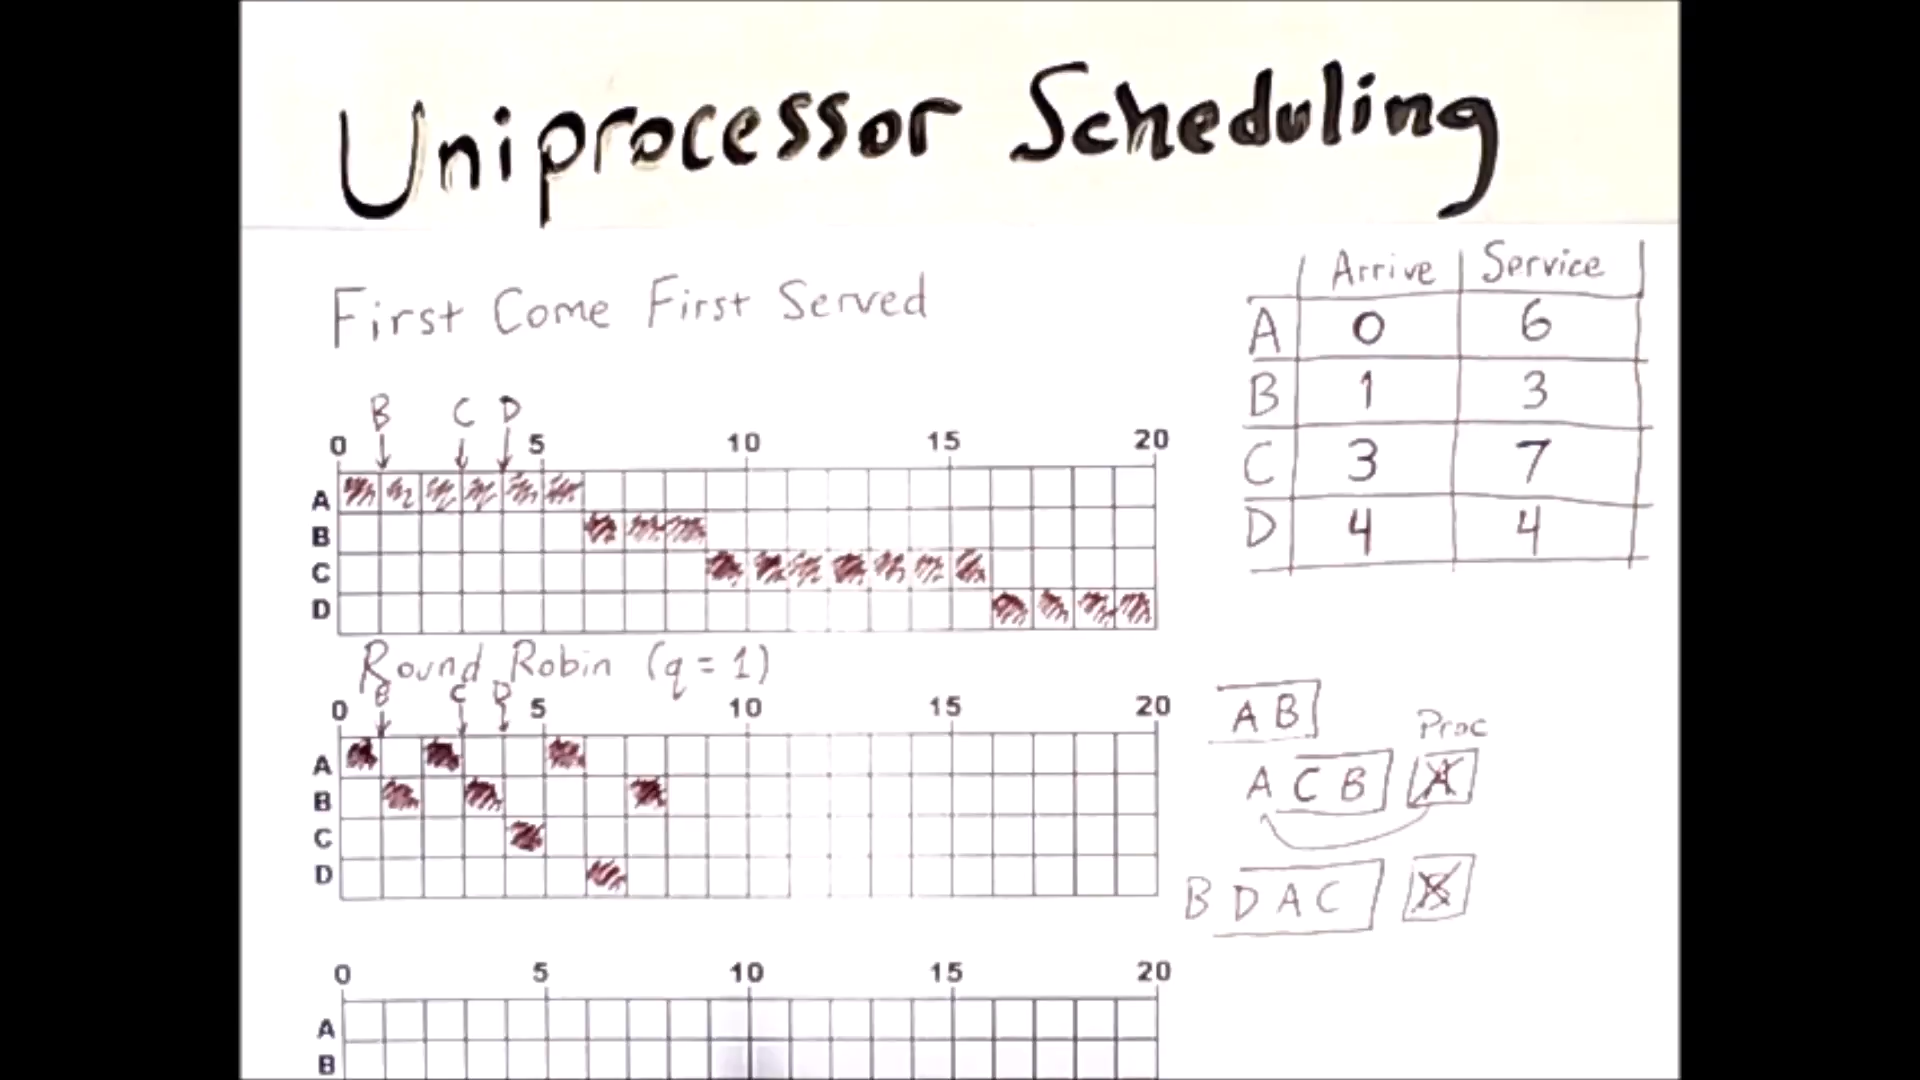 Uniprocessor Scheduling
First Come First Served
Arrive Service
A 0 6
B 1 3
C 3 7
D 4 4
B C D
0 5 10 15 20
A
B
C
D
Round Robin (q = 1)
B C D
0 5 10 15 20
A
B
C
D
A B
Proc
A C B A
B D A C B
0 5 10 15 20
A
B